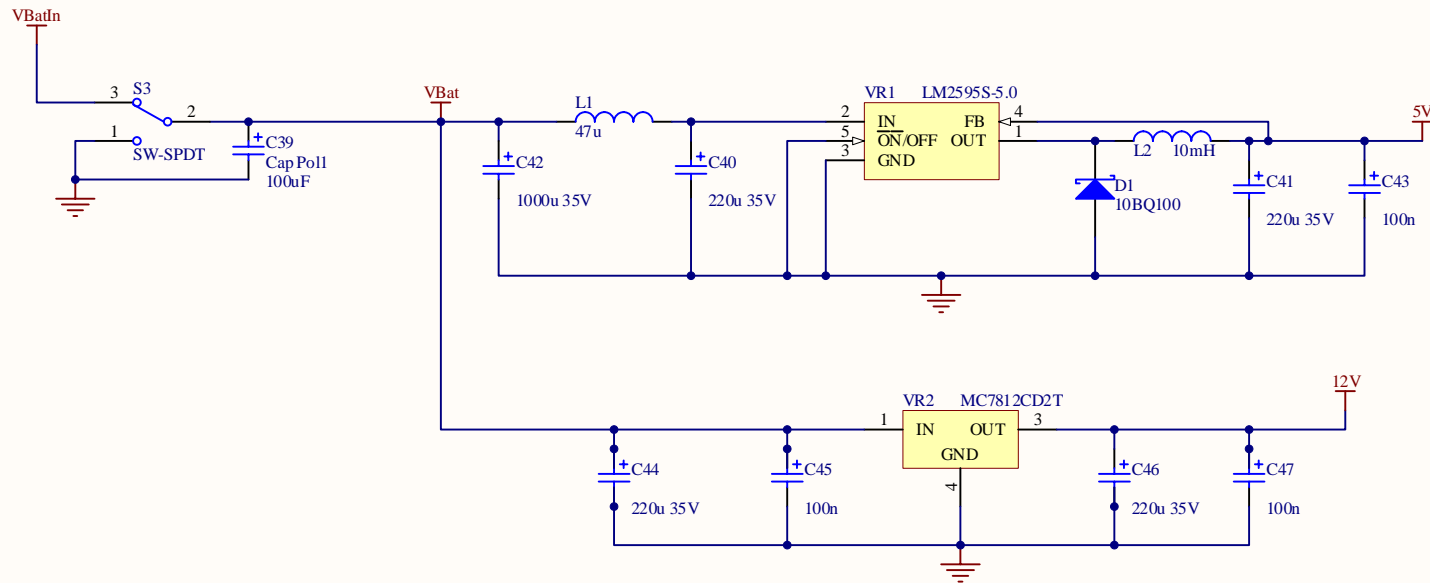 VBatIn
S3
3
2
1
SW-SPDT
C39
Cap Pol1
100uF
VBat
L1
47u
C42
1000u 35V
C40
220u 35V
VR1
LM2595S-5.0
2
IN
FB
4
5
ON/OFF
OUT
1
3
GND
L2
10mH
5V
D1
10BQ100
C41
220u 35V
C43
100n
VR2
MC7812CD2T
12V
1
IN
OUT
3
GND
4
C44
220u 35V
C45
100n
C46
220u 35V
C47
100n